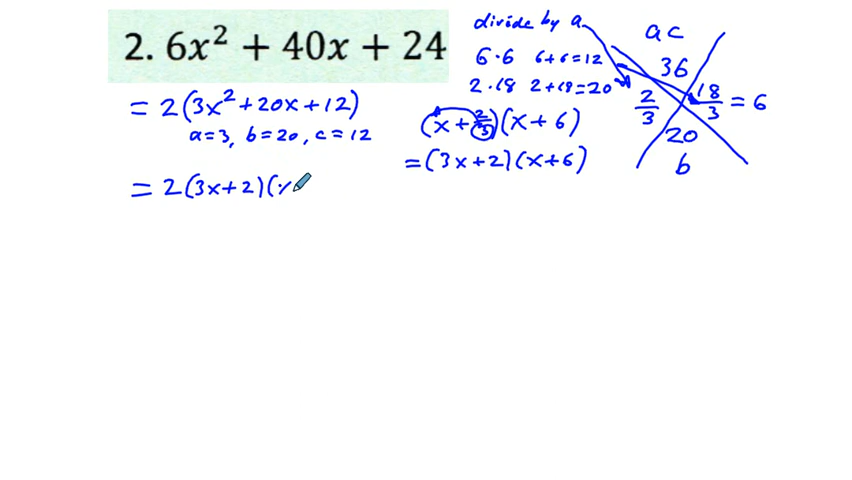 2. 6x² + 40x + 24
= 2(3x² + 20x + 12)
a = 3, b = 20, c = 12
= 2(3x + 2)(x
divide by a
6·6 6+6=12
2·18 2+18=20
(x + 2/3)(x + 6)
= (3x + 2)(x + 6)
ac
36
2/3 18/3 = 6
20
b